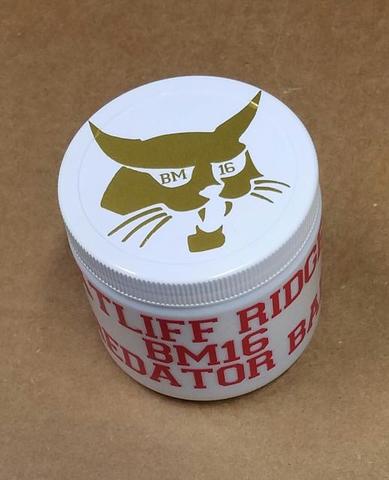 BM 16
TLIFF RIDG
BM16
EDATOR BA